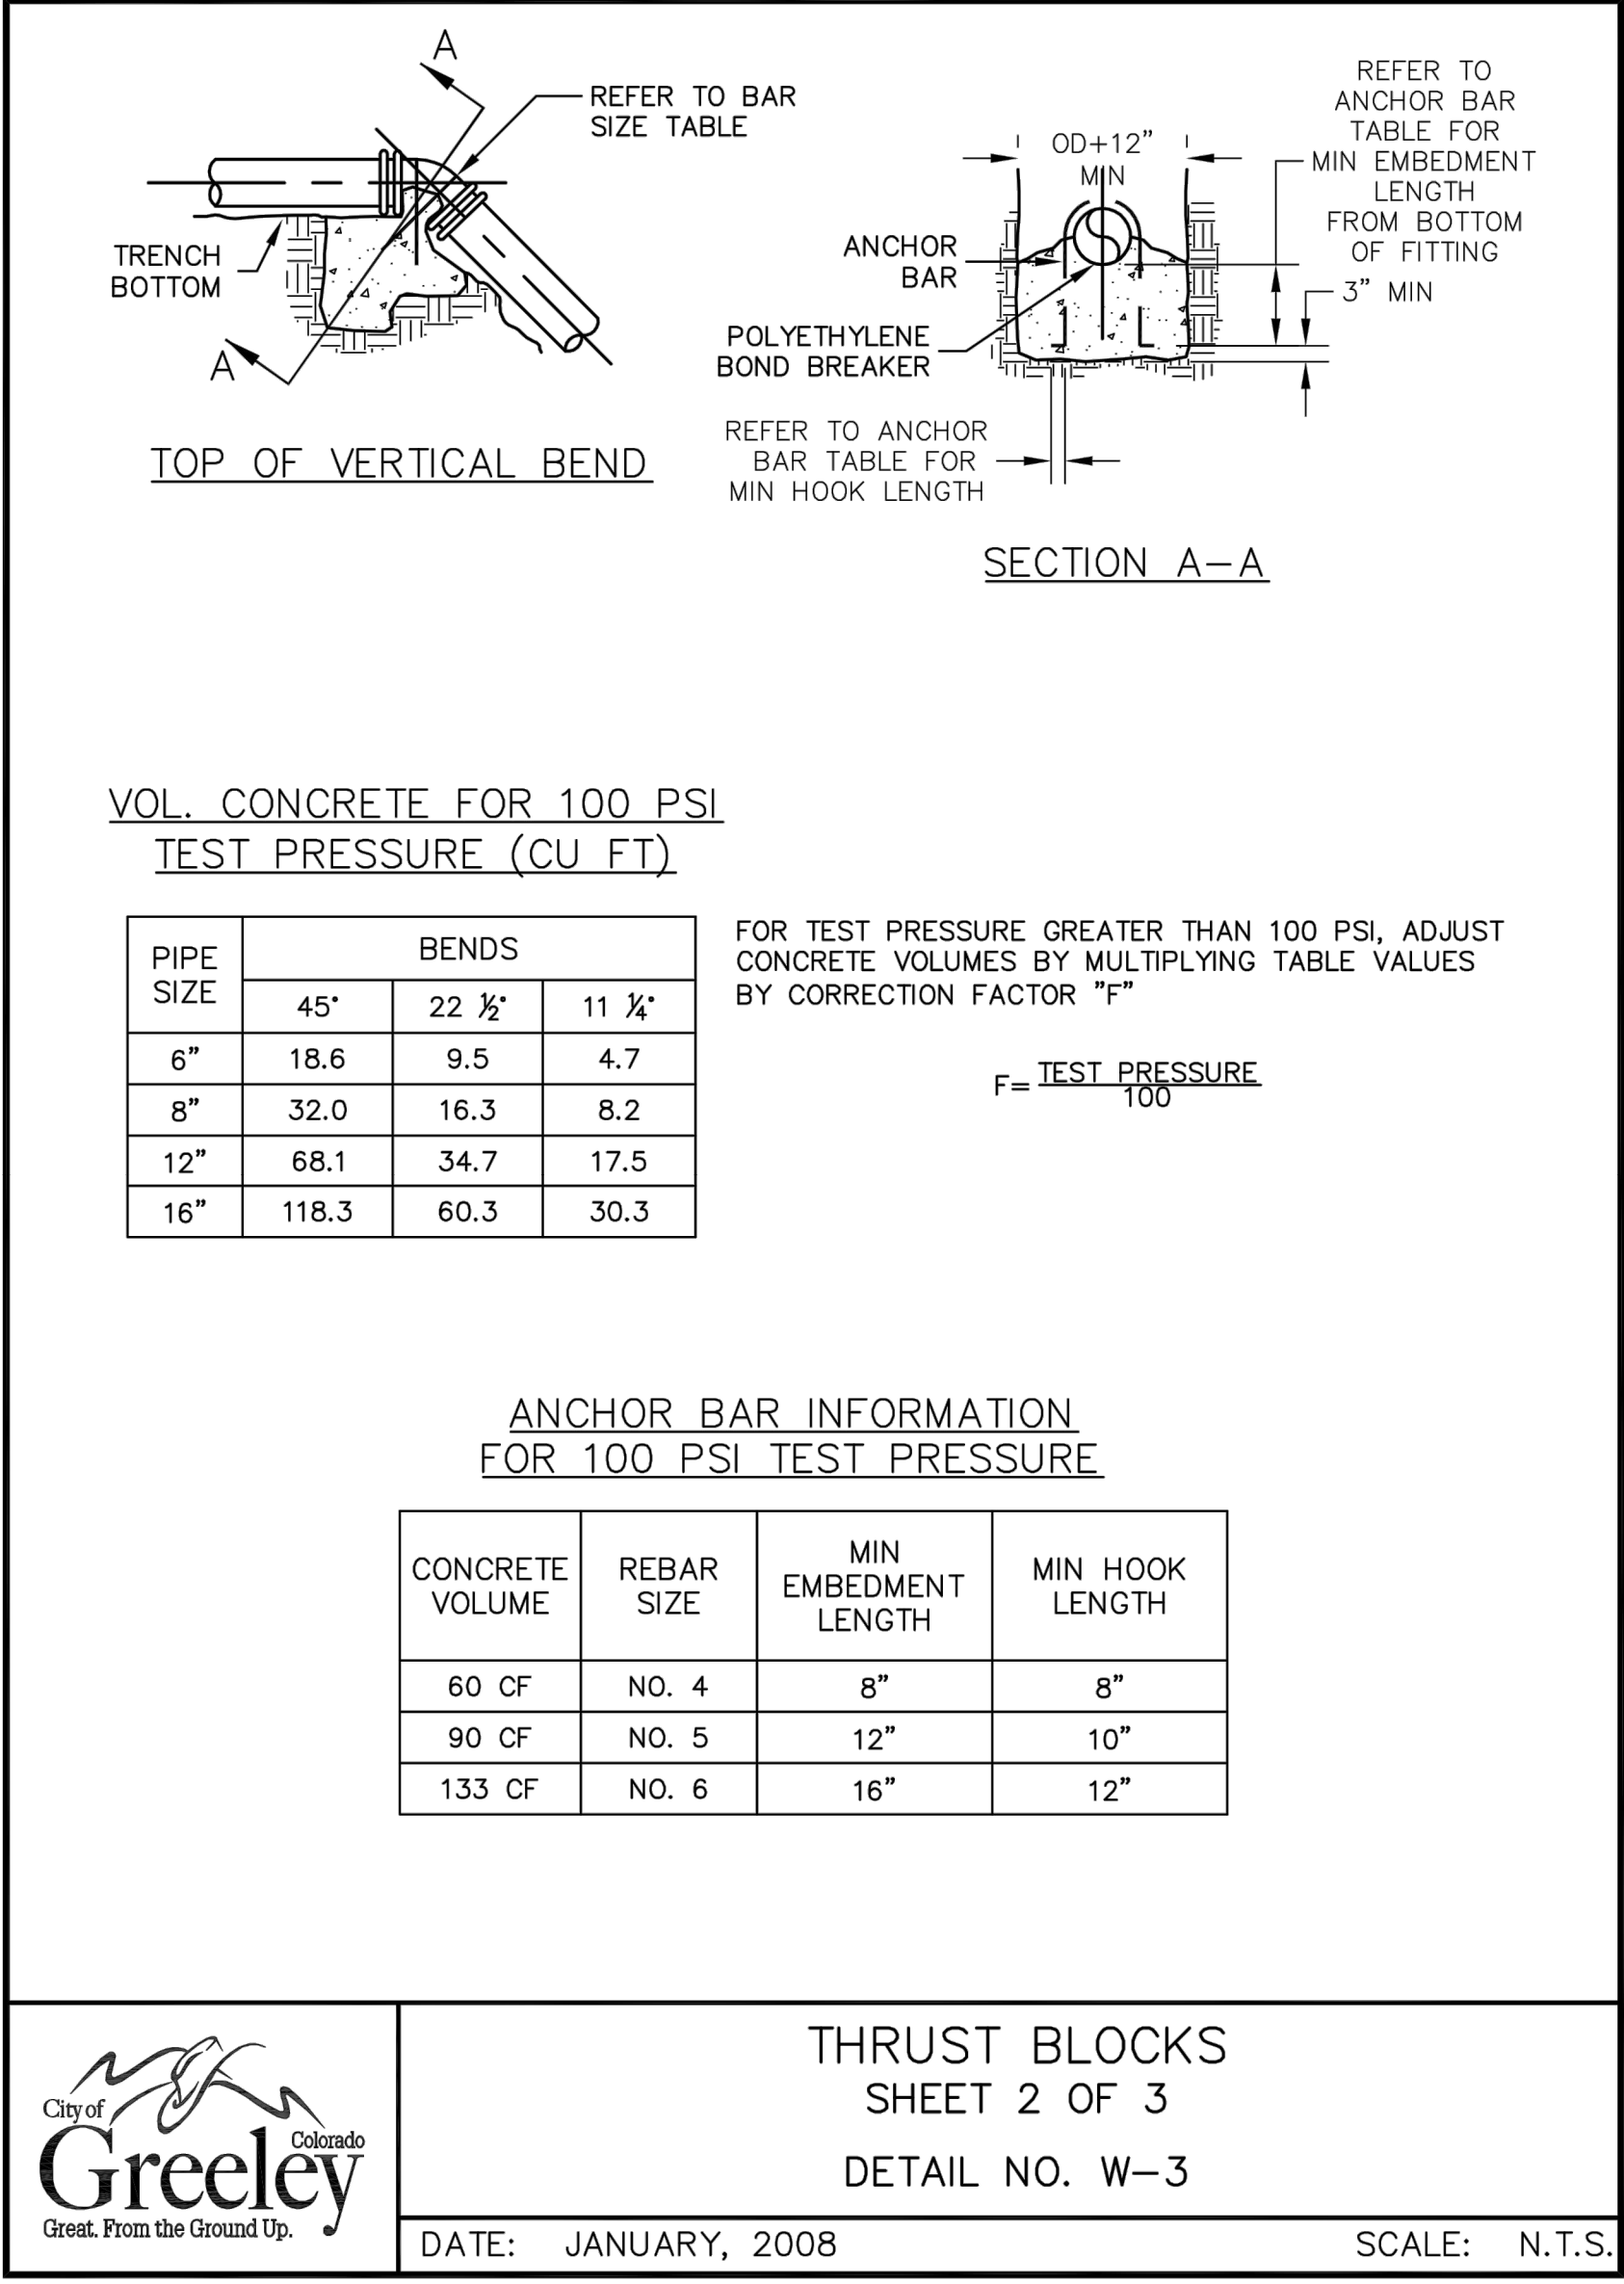 A
REFER TO BAR
SIZE TABLE
TRENCH
BOTTOM
A
TOP OF VERTICAL BEND
REFER TO
ANCHOR BAR
TABLE FOR
MIN EMBEDMENT
LENGTH
FROM BOTTOM
OF FITTING
OD+12”
MIN
ANCHOR
BAR
3” MIN
POLYETHYLENE
BOND BREAKER
REFER TO ANCHOR
BAR TABLE FOR
MIN HOOK LENGTH
SECTION A–A
VOL. CONCRETE FOR 100 PSI
TEST PRESSURE (CU FT)
PIPE
SIZE
BENDS
45° 22 ½° 11 ¼°
6” 18.6 9.5 4.7
8” 32.0 16.3 8.2
12” 68.1 34.7 17.5
16” 118.3 60.3 30.3
FOR TEST PRESSURE GREATER THAN 100 PSI, ADJUST
CONCRETE VOLUMES BY MULTIPLYING TABLE VALUES
BY CORRECTION FACTOR ”F”
F= TEST PRESSURE
100
ANCHOR BAR INFORMATION
FOR 100 PSI TEST PRESSURE
CONCRETE
VOLUME
REBAR
SIZE
MIN
EMBEDMENT
LENGTH
MIN HOOK
LENGTH
60 CF NO. 4 8” 8”
90 CF NO. 5 12” 10”
133 CF NO. 6 16” 12”
City of
Greeley
Colorado
Great. From the Ground Up.
THRUST BLOCKS
SHEET 2 OF 3
DETAIL NO. W–3
DATE: JANUARY, 2008
SCALE: N.T.S.